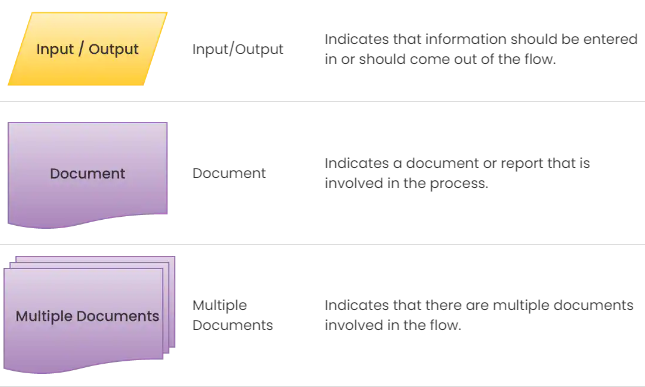 Input / Output
Input/Output
Indicates that information should be entered
in or should come out of the flow.
Document
Document
Indicates a document or report that is
involved in the process.
Multiple Documents
Multiple
Documents
Indicates that there are multiple documents
involved in the flow.